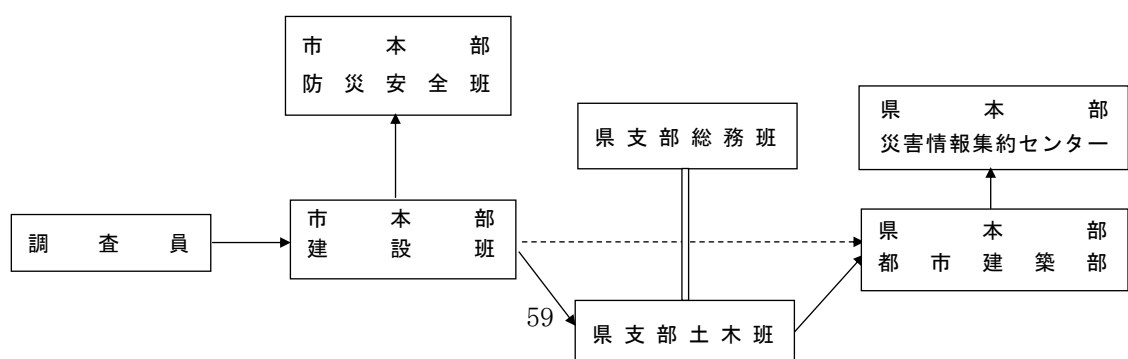 市本部
防災安全班
県支部総務班
県本部
災害情報集約センター
調査員
市本部
建設班
県本部
都市建築部
59
県支部土木班